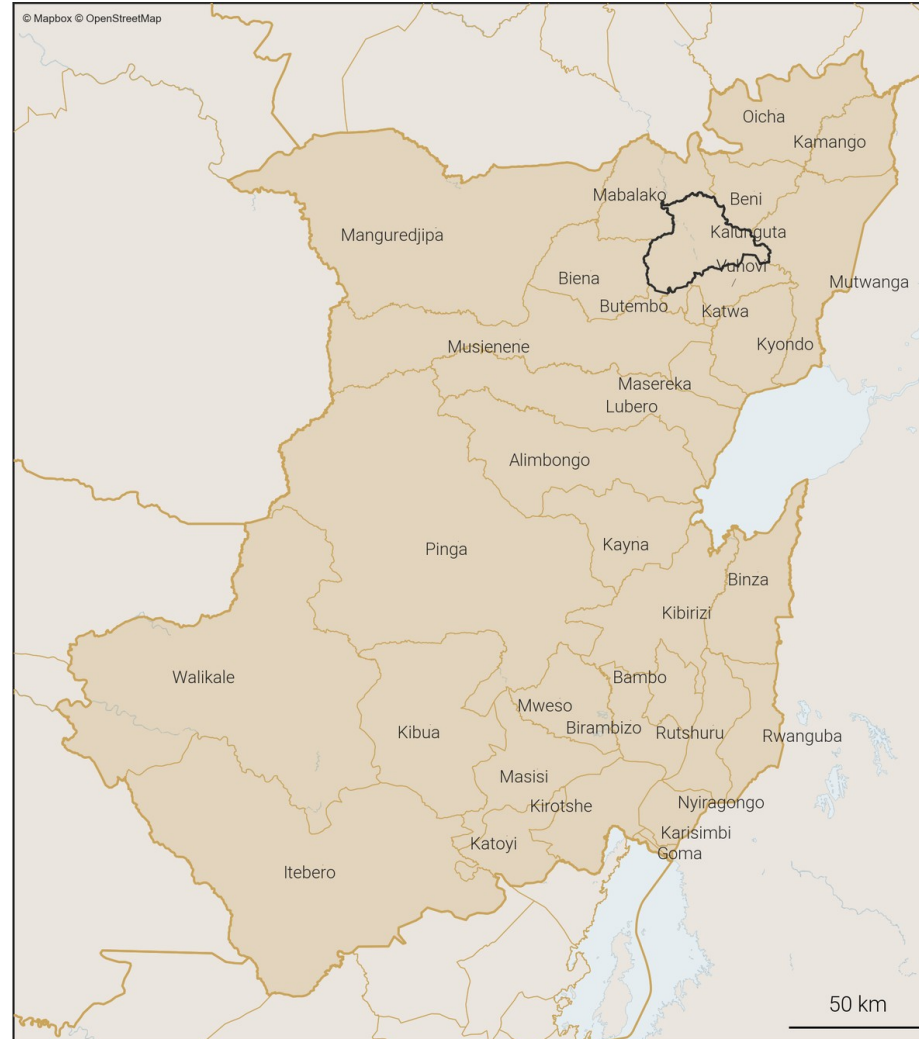 © Mapbox © OpenStreetMap
Oicha
Kamango
Mabalako
Beni
Manguredjipa
Kalunguta
Vuhovi
Biena
Mutwanga
Butembo
Katwa
Musienene
Kyondo
Masereka
Lubero
Alimbongo
Pinga
Kayna
Binza
Kibirizi
Walikale
Bambo
Mweso
Birambizo
Kibua
Rutshuru
Rwanguba
Masisi
Kirotshe
Nyiragongo
Karisimbi
Katoyi
Goma
Itebero
50 km